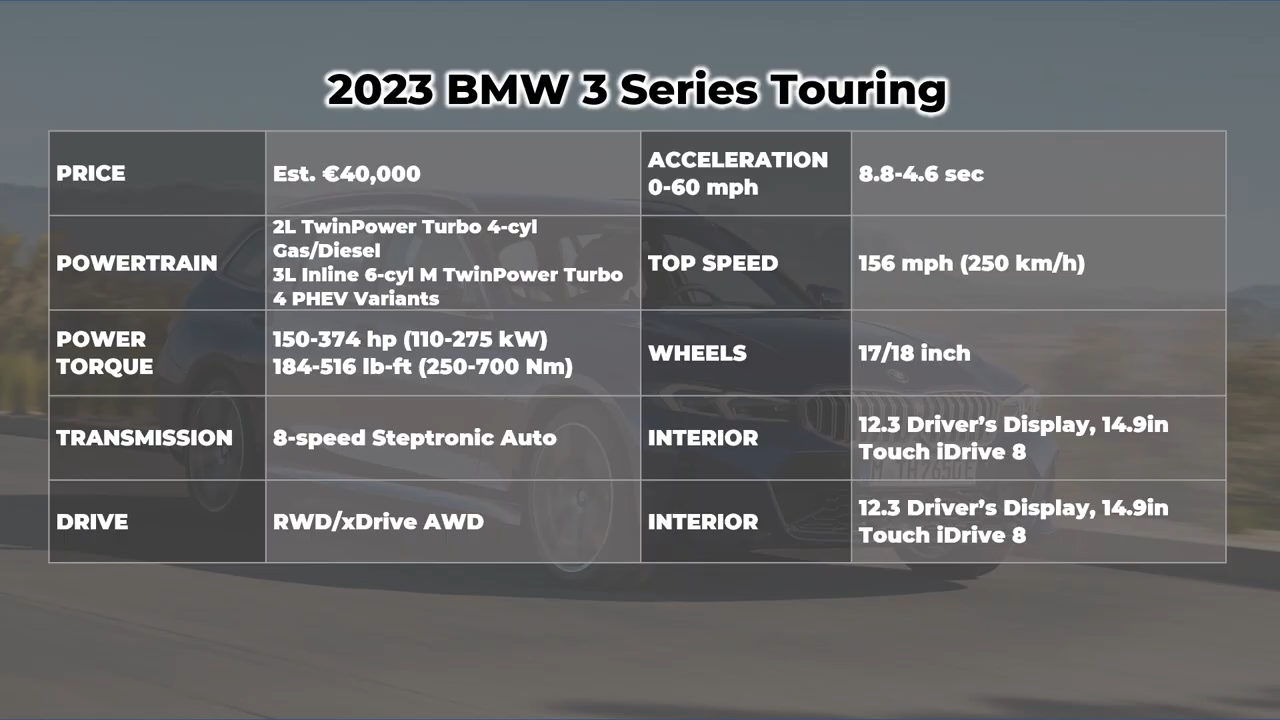 2023 BMW 3 Series Touring
PRICE
Est. €40,000
ACCELERATION
0-60 mph
8.8-4.6 sec
POWERTRAIN
2L TwinPower Turbo 4-cyl
Gas/Diesel
3L Inline 6-cyl M TwinPower Turbo
4 PHEV Variants
TOP SPEED
156 mph (250 km/h)
POWER
TORQUE
150-374 hp (110-275 kW)
184-516 lb-ft (250-700 Nm)
WHEELS
17/18 inch
TRANSMISSION
8-speed Steptronic Auto
INTERIOR
12.3 Driver's Display, 14.9in
Touch iDrive 8
DRIVE
RWD/xDrive AWD
INTERIOR
12.3 Driver's Display, 14.9in
Touch iDrive 8